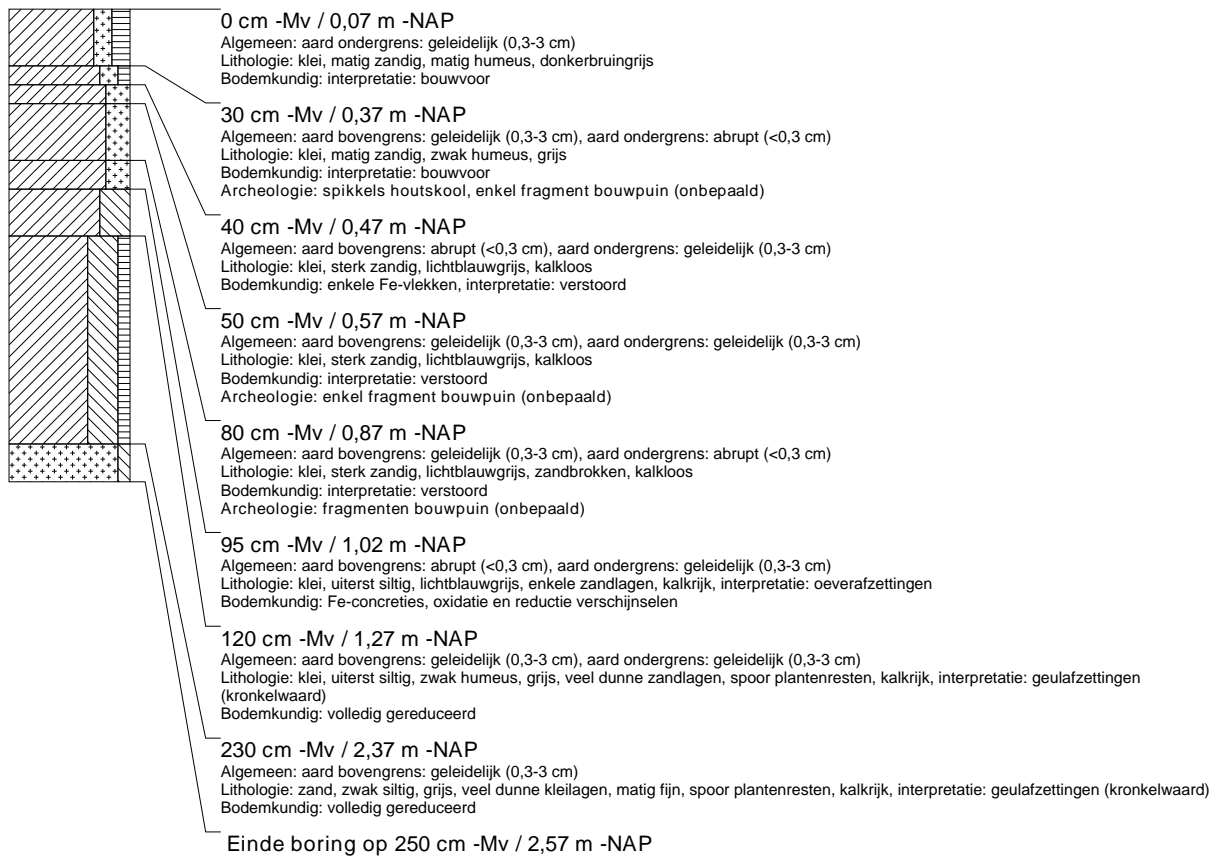 0 cm -Mv / 0,07 m -NAP
Algemeen: aard ondergrens: geleidelijk (0,3-3 cm)
Lithologie: klei, matig zandig, matig humeus, donkerbruingrijs
Bodemkundig: interpretatie: bouwvoor
30 cm -Mv / 0,37 m -NAP
Algemeen: aard bovengrens: geleidelijk (0,3-3 cm), aard ondergrens: abrupt (<0,3 cm)
Lithologie: klei, matig zandig, zwak humeus, grijs
Bodemkundig: interpretatie: bouwvoor
Archeologie: spikkels houtskool, enkel fragment bouwpuin (onbepaald)
40 cm -Mv / 0,47 m -NAP
Algemeen: aard bovengrens: abrupt (<0,3 cm), aard ondergrens: geleidelijk (0,3-3 cm)
Lithologie: klei, sterk zandig, lichtblauwgrijs, kalkloos
Bodemkundig: enkele Fe-vlekken, interpretatie: verstoord
50 cm -Mv / 0,57 m -NAP
Algemeen: aard bovengrens: geleidelijk (0,3-3 cm), aard ondergrens: geleidelijk (0,3-3 cm)
Lithologie: klei, sterk zandig, lichtblauwgrijs, kalkloos
Bodemkundig: interpretatie: verstoord
Archeologie: enkel fragment bouwpuin (onbepaald)
80 cm -Mv / 0,87 m -NAP
Algemeen: aard bovengrens: geleidelijk (0,3-3 cm), aard ondergrens: abrupt (<0,3 cm)
Lithologie: klei, sterk zandig, lichtblauwgrijs, zandbrokken, kalkloos
Bodemkundig: interpretatie: verstoord
Archeologie: fragmenten bouwpuin (onbepaald)
95 cm -Mv / 1,02 m -NAP
Algemeen: aard bovengrens: abrupt (<0,3 cm), aard ondergrens: geleidelijk (0,3-3 cm)
Lithologie: klei, uiterst siltig, lichtblauwgrijs, enkele zandlagen, kalkrijk, interpretatie: oeverafzettingen
Bodemkundig: Fe-concreties, oxidatie en reductie verschijnselen
120 cm -Mv / 1,27 m -NAP
Algemeen: aard bovengrens: geleidelijk (0,3-3 cm), aard ondergrens: geleidelijk (0,3-3 cm)
Lithologie: klei, uiterst siltig, zwak humeus, grijs, veel dunne zandlagen, spoor plantenresten, kalkrijk, interpretatie: geulafzettingen
(kronkelwaard)
Bodemkundig: volledig gereduceerd
230 cm -Mv / 2,37 m -NAP
Algemeen: aard bovengrens: geleidelijk (0,3-3 cm)
Lithologie: zand, zwak siltig, grijs, veel dunne kleilagen, matig fijn, spoor plantenresten, kalkrijk, interpretatie: geulafzettingen (kronkelwaard)
Bodemkundig: volledig gereduceerd
Einde boring op 250 cm -Mv / 2,57 m -NAP